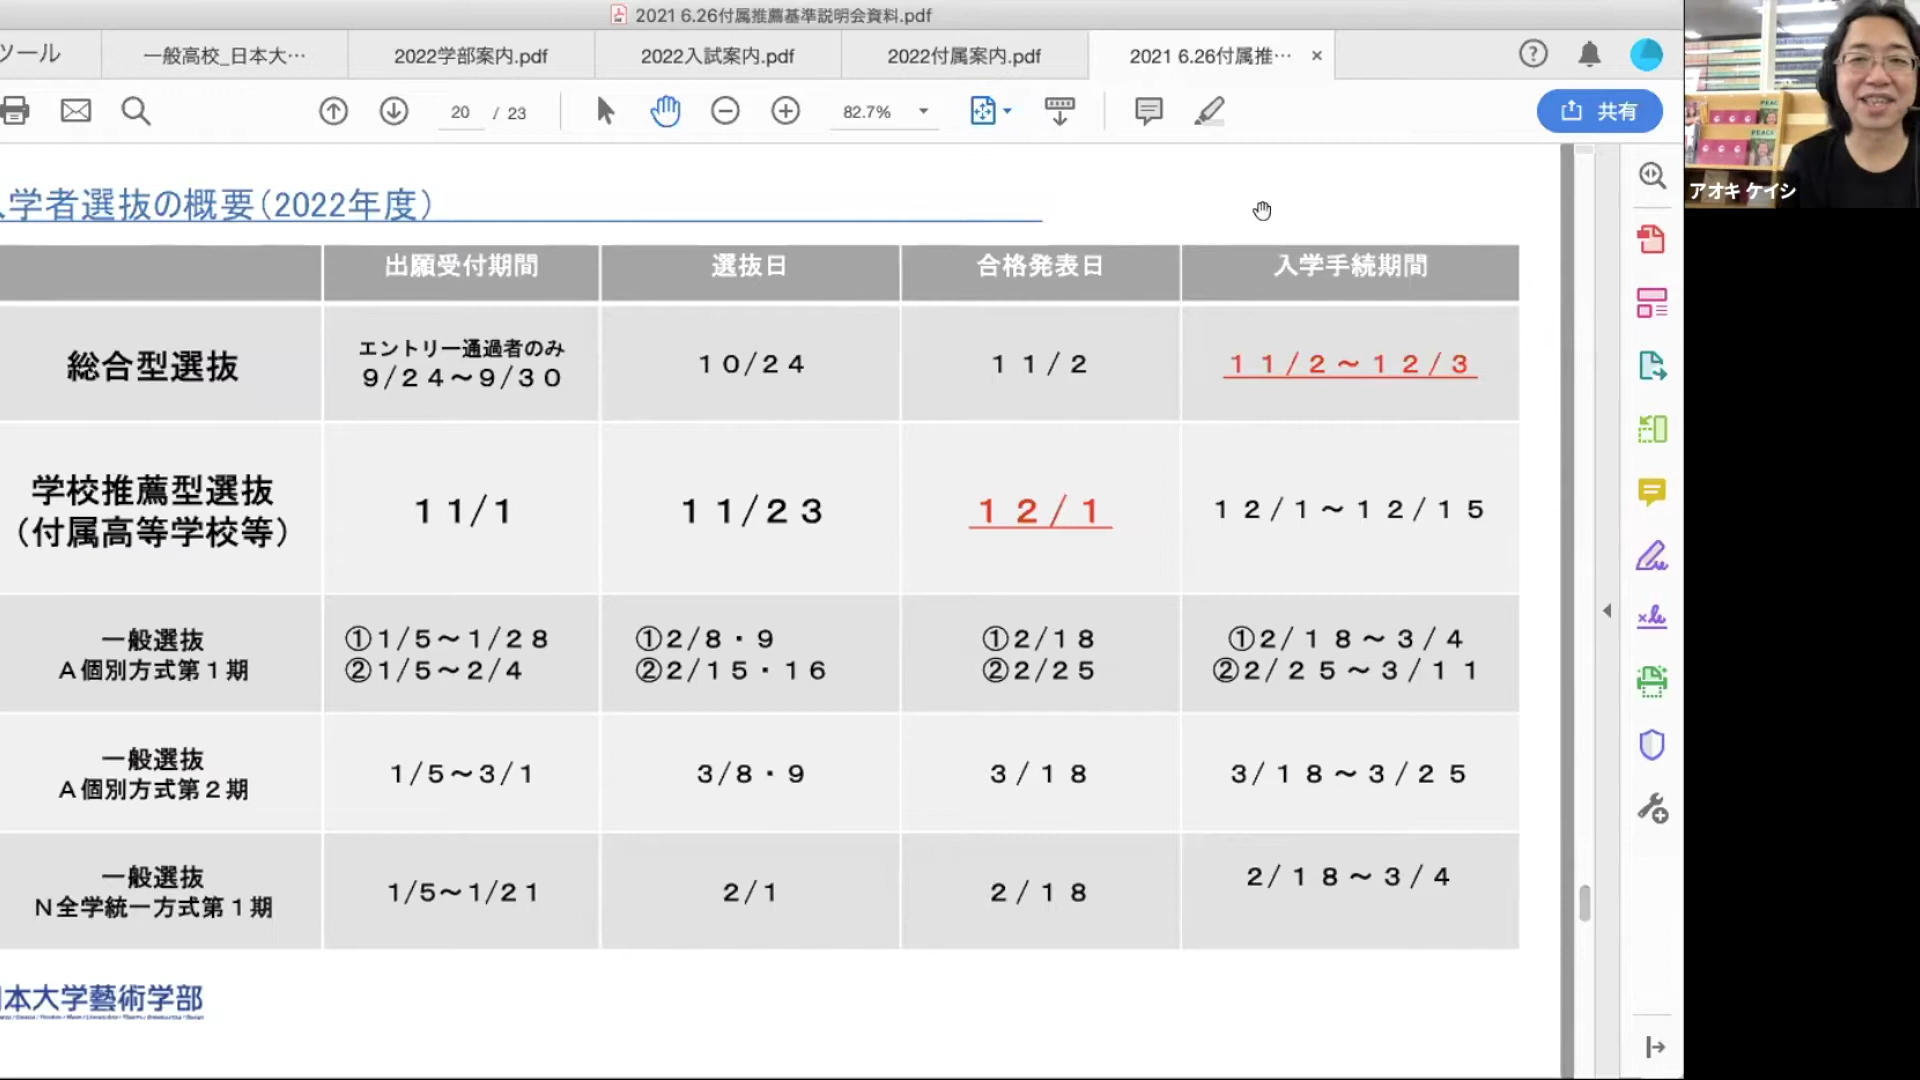 2021 6.26付属推薦基準説明会資料.pdf
ツール
一般高校_日本大…
2022学部案内.pdf
2022入試案内.pdf
2022付属案内.pdf
2021 6.26付属推… ×
20 / 23
82.7%
共有
アオキ ケイシ
入学者選抜の概要(2022年度)
出願受付期間 選抜日 合格発表日 入学手続期間
総合型選抜
エントリー通過者のみ
9/24～9/30
10/24
11/2
11/2～12/3
学校推薦型選抜
(付属高等学校等)
11/1
11/23
12/1
12/1～12/15
一般選抜
A個別方式第1期
①1/5～1/28
②1/5～2/4
①2/8・9
②2/15・16
①2/18
②2/25
①2/18～3/4
②2/25～3/11
一般選抜
A個別方式第2期
1/5～3/1
3/8・9
3/18
3/18～3/25
一般選抜
N全学統一方式第1期
1/5～1/21
2/1
2/18
2/18～3/4
日本大学藝術学部